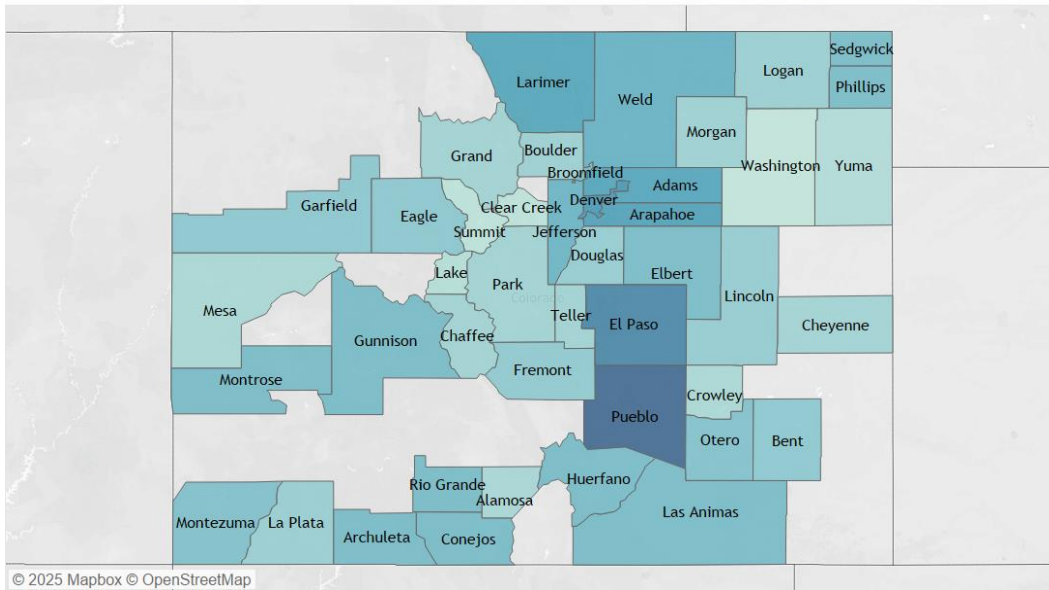 Sedgwick
Logan
Larimer
Phillips
Weld
Morgan
Boulder
Grand
Washington
Yuma
Broomfield
Adams
Denver
Garfield
Clear Creek
Eagle
Arapahoe
Summit
Jefferson
Douglas
Lake
Elbert
Park
Lincoln
Colorado
Mesa
Teller
El Paso
Cheyenne
Chaffee
Gunnison
Fremont
Montrose
Crowley
Pueblo
Otero
Bent
Huerfano
Rio Grande
Alamosa
Las Animas
Montezuma
La Plata
Archuleta
Conejos
© 2025 Mapbox © OpenStreetMap